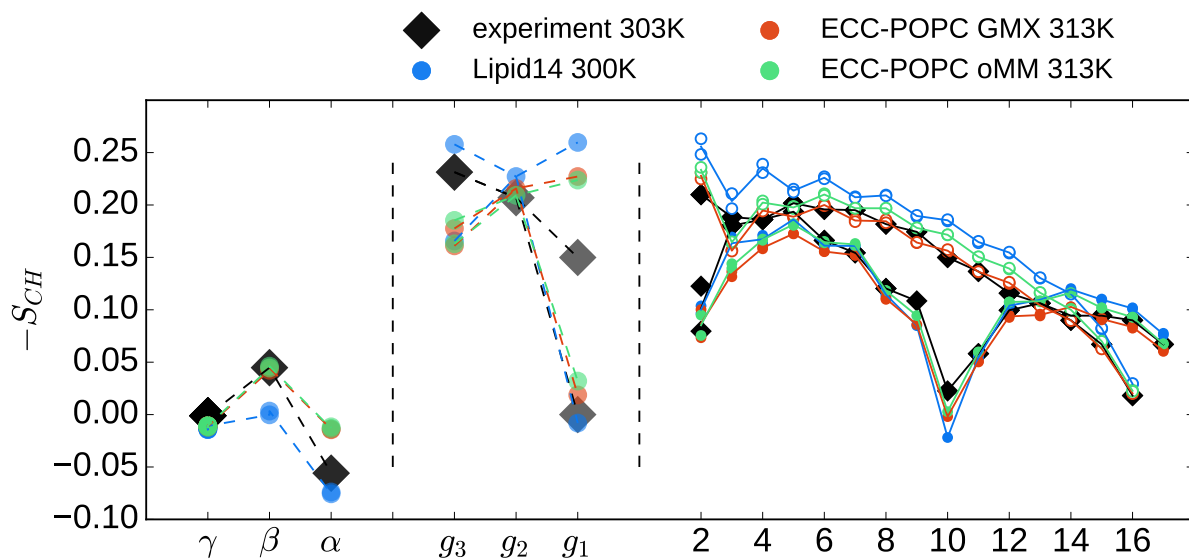 experiment 303K
ECC-POPC GMX 313K
Lipid14 300K
ECC-POPC oMM 313K
−S_CH
0.25
0.20
0.15
0.10
0.05
0.00
−0.05
−0.10
γ β α g₃ g₂ g₁ 2 4 6 8 10 12 14 16